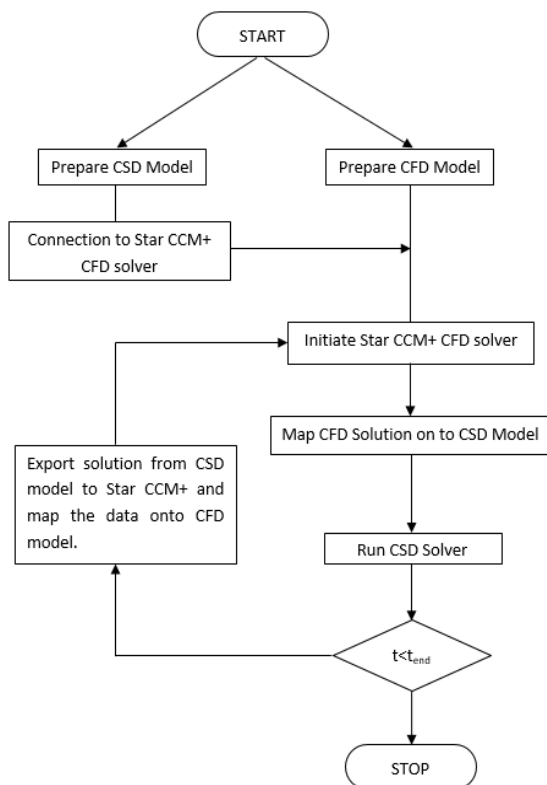 START
Prepare CSD Model
Prepare CFD Model
Connection to Star CCM+
CFD solver
Initiate Star CCM+ CFD solver
Map CFD Solution on to CSD Model
Export solution from CSD
model to Star CCM+ and
map the data onto CFD
model.
Run CSD Solver
t<tend
STOP